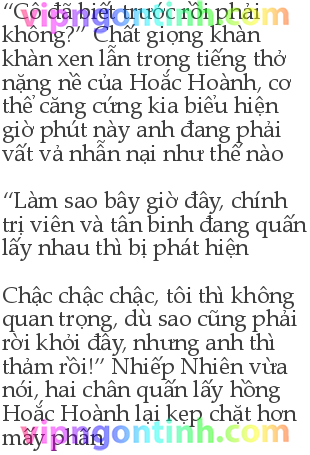 vipngontinh.com
“Cô đã biết trước rồi phải
không?” Chất giọng khàn
khàn xen lẫn trong tiếng thở
nặng nề của Hoắc Hoành, cơ
thể căng cứng kia biểu hiện
giờ phút này anh đang phải
vất vả nhẫn nại như thế nào
“Làm sao bây giờ đây, chính
trị viên và tân binh đang quấn
lấy nhau thì bị phát hiện
Chậc chậc chậc, tôi thì không
quan trọng, dù sao cũng phải
rời khỏi đây, nhưng anh thì
thảm rồi!” Nhiếp Nhiên vừa
nói, hai chân quấn lấy hông
Hoắc Hoành lại kẹp chặt hơn
mấy phần
vipngontinh.com